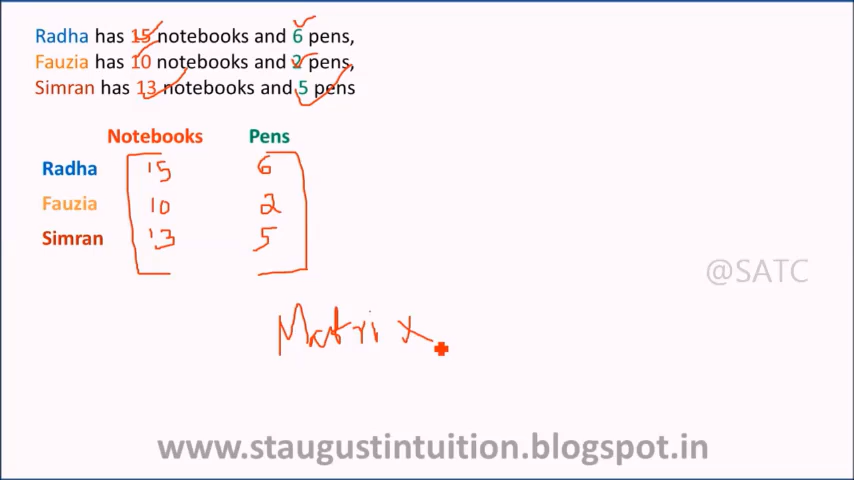 Radha has 15 notebooks and 6 pens,
Fauzia has 10 notebooks and 2 pens,
Simran has 13 notebooks and 5 pens
Notebooks Pens
Radha 15 6
Fauzia 10 2
Simran 13 5
@SATC
Matrix
www.staugustintuition.blogspot.in